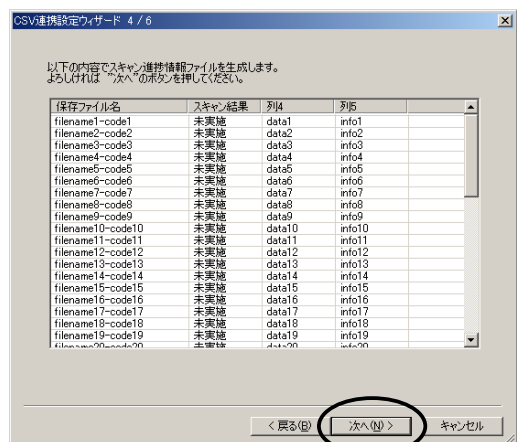 CSV連携設定ウィザード 4 / 6
以下の内容でスキャン進捗情報ファイルを生成します。
よろしければ ”次へ”のボタンを押してください。
保存ファイル名 スキャン結果 列4 列5
filename1-code1 未実施 data1 info1
filename2-code2 未実施 data2 info2
filename3-code3 未実施 data3 info3
filename4-code4 未実施 data4 info4
filename5-code5 未実施 data5 info5
filename6-code6 未実施 data6 info6
filename7-code7 未実施 data7 info7
filename8-code8 未実施 data8 info8
filename9-code9 未実施 data9 info9
filename10-code10 未実施 data10 info10
filename11-code11 未実施 data11 info11
filename12-code12 未実施 data12 info12
filename13-code13 未実施 data13 info13
filename14-code14 未実施 data14 info14
filename15-code15 未実施 data15 info15
filename16-code16 未実施 data16 info16
filename17-code17 未実施 data17 info17
filename18-code18 未実施 data18 info18
filename19-code19 未実施 data19 info19
filename20-code20 未実施 data20 info20
< 戻る(B) 次へ(N) > キャンセル